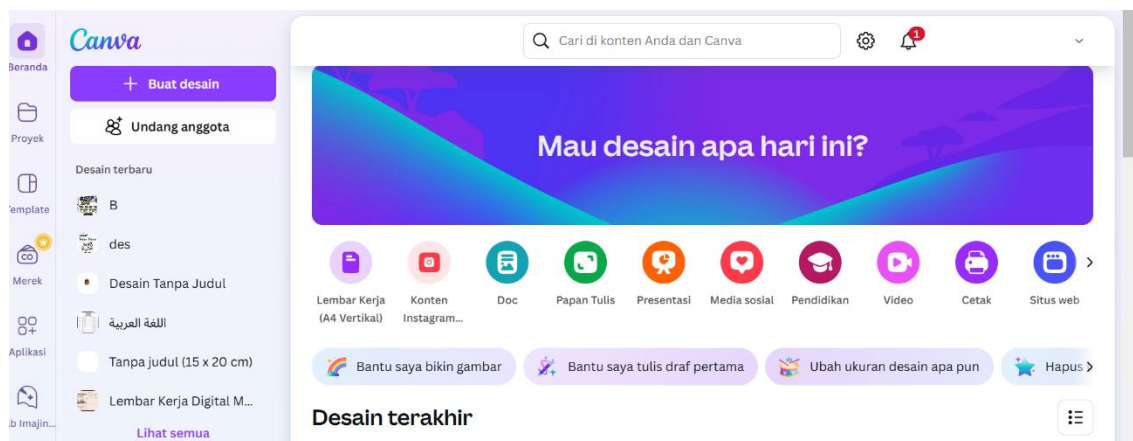 Canva
Cari di konten Anda dan Canva
1
Beranda
Buat desain
Undang anggota
Proyek
Desain terbaru
Template
B
des
Merek
Desain Tanpa Judul
اللغة العربية
Aplikasi
Tanpa judul (15 x 20 cm)
Lembar Kerja Digital M...
Lihat semua
Mau desain apa hari ini?
Lembar Kerja
(A4 Vertikal)
Konten
Instagram...
Doc
Papan Tulis
Presentasi
Media sosial
Pendidikan
Video
Cetak
Situs web
Bantu saya bikin gambar
Bantu saya tulis draf pertama
Ubah ukuran desain apa pun
Hapus
Desain terakhir